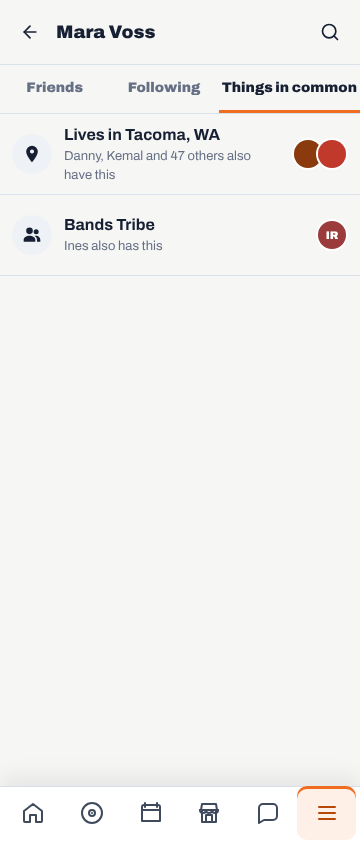 Mara Voss
Friends
Following
Things in common
Lives in Tacoma, WA
Danny, Kemal and 47 others also
have this
Bands Tribe
Ines also has this
IR